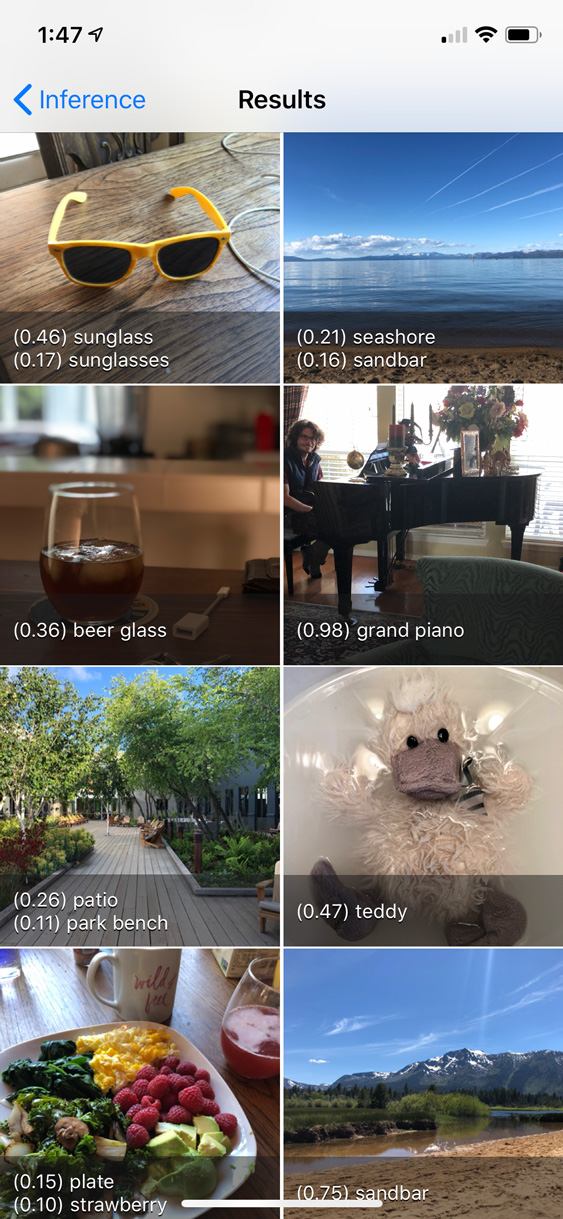 1:47
Inference
Results
(0.46) sunglass
(0.17) sunglasses
(0.21) seashore
(0.16) sandbar
(0.36) beer glass
(0.98) grand piano
(0.26) patio
(0.11) park bench
(0.47) teddy
wild
feel
(0.15) plate
(0.10) strawberry
(0.75) sandbar